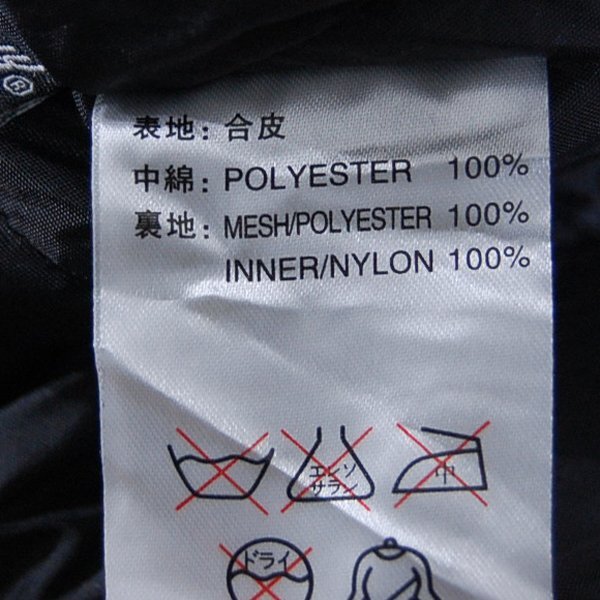 表地: 合皮
中綿: POLYESTER 100%
裏地: MESH/POLYESTER 100%
INNER/NYLON 100%
エンソ
サラシ
中
ドライ
®